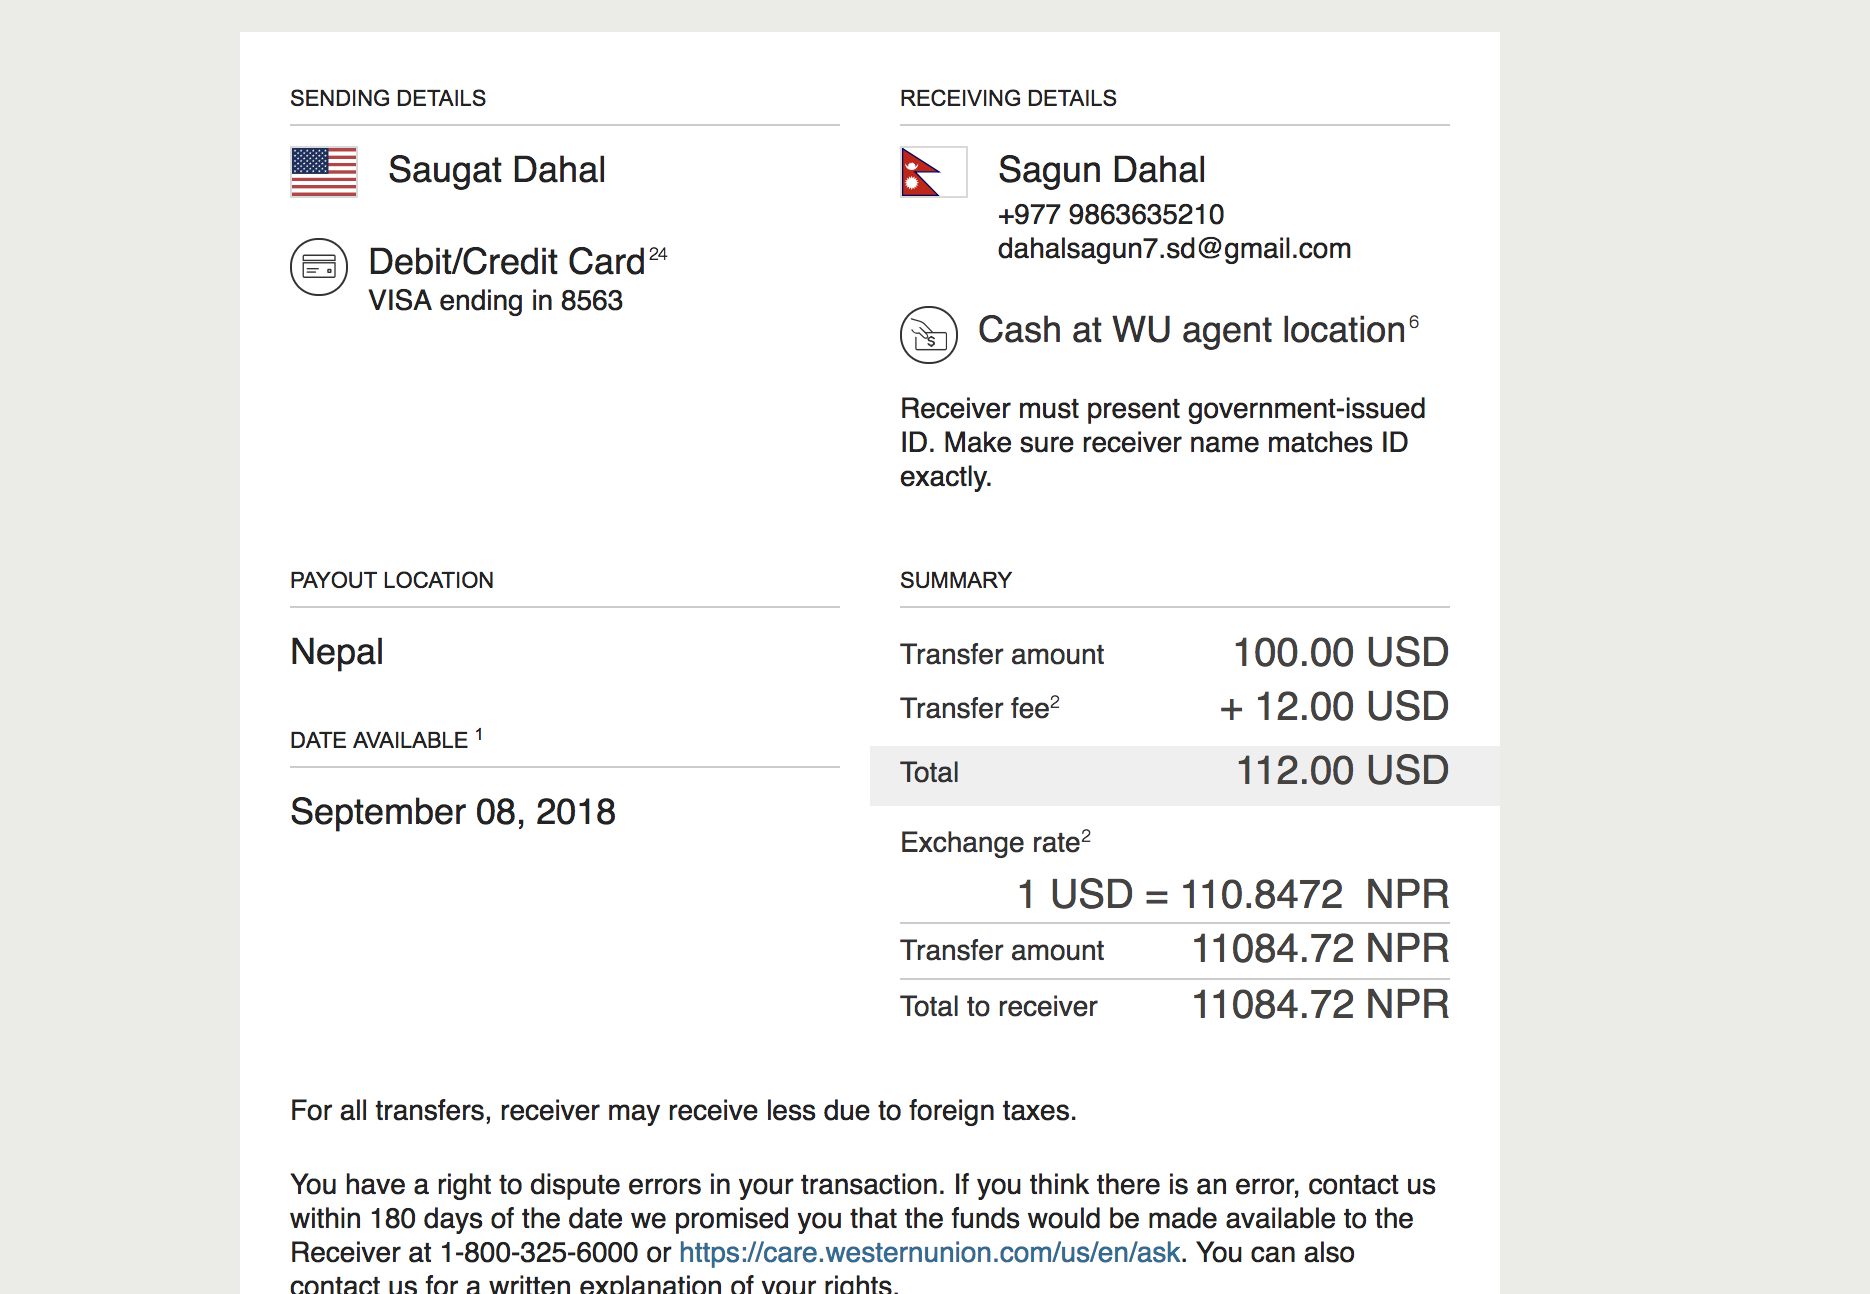 SENDING DETAILS
Saugat Dahal
Debit/Credit Card 24
VISA ending in 8563
RECEIVING DETAILS
Sagun Dahal
+977 9863635210
dahalsagun7.sd@gmail.com
Cash at WU agent location 6
Receiver must present government-issued
ID. Make sure receiver name matches ID
exactly.
PAYOUT LOCATION
Nepal
DATE AVAILABLE 1
September 08, 2018
SUMMARY
Transfer amount 100.00 USD
Transfer fee2 + 12.00 USD
Total 112.00 USD
Exchange rate2
1 USD = 110.8472 NPR
Transfer amount 11084.72 NPR
Total to receiver 11084.72 NPR
For all transfers, receiver may receive less due to foreign taxes.
You have a right to dispute errors in your transaction. If you think there is an error, contact us
within 180 days of the date we promised you that the funds would be made available to the
Receiver at 1-800-325-6000 or https://care.westernunion.com/us/en/ask. You can also
contact us for a written explanation of your rights.